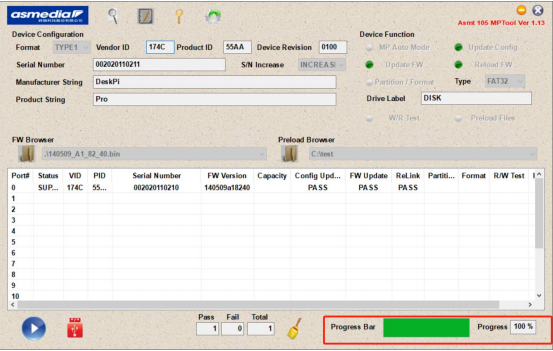 asmedia
Asmt 105 MPTool Ver 1.13
Device Configuration
Device Function
Format TYPE1 Vendor ID 174C Product ID 55AA Device Revision 0100
MP Auto Mode Update Config
Serial Number 002020110211 S/N Increase INCREASI
Update FW Reload FW
Manufacturer String DeskPi
Partition / Format Type FAT32
Product String Pro
Drive Label DISK
W/R Test Preload Files
FW Browser
Preload Browser
.\140509_A1_82_40.bin
C:\test
Port# Status VID PID Serial Number FW Version Capacity Config Upd... FW Update ReLink Partiti... Format R/W Test
0 SUP... 174C 55... 002020110210 140509a18240 PASS PASS PASS
1
2
3
4
5
6
7
8
9
10
Pass Fail Total
1 0 1
Progress Bar Progress 100 %